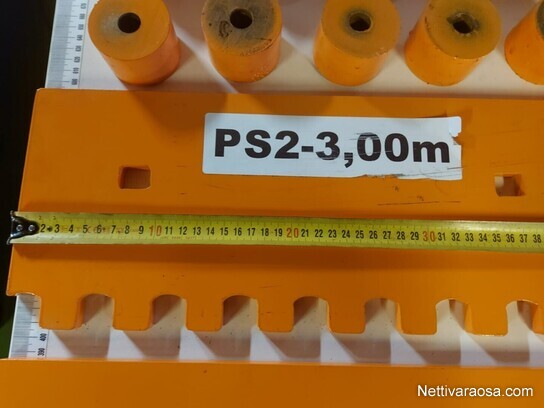 PS2-3,00m
2 3 4 5 6 7 8 9 10 11 12 13 14 15 16 17 18 19 20 21 22 23 24 25 26 27 28 29 30 31 32 33 34 35 36 37 38
Nettivaraosa.com